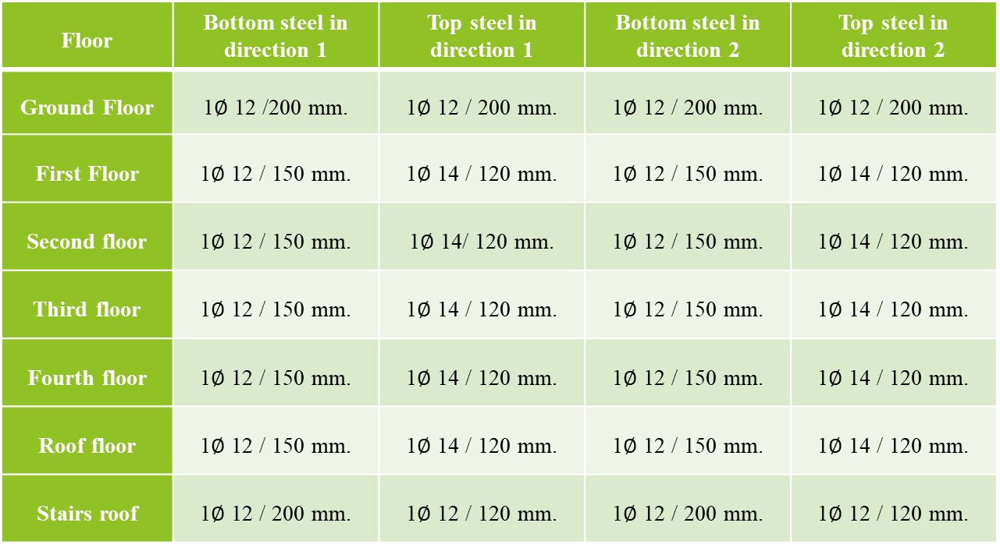 Floor
Bottom steel in
direction 1
Top steel in
direction 1
Bottom steel in
direction 2
Top steel in
direction 2
Ground Floor
1Ø 12 /200 mm.
1Ø 12 / 200 mm.
1Ø 12 / 200 mm.
1Ø 12 / 200 mm.
First Floor
1Ø 12 / 150 mm.
1Ø 14 / 120 mm.
1Ø 12 / 150 mm.
1Ø 14 / 120 mm.
Second floor
1Ø 12 / 150 mm.
1Ø 14/ 120 mm.
1Ø 12 / 150 mm.
1Ø 14 / 120 mm.
Third floor
1Ø 12 / 150 mm.
1Ø 14 / 120 mm.
1Ø 12 / 150 mm.
1Ø 14 / 120 mm.
Fourth floor
1Ø 12 / 150 mm.
1Ø 14 / 120 mm.
1Ø 12 / 150 mm.
1Ø 14 / 120 mm.
Roof floor
1Ø 12 / 150 mm.
1Ø 14 / 120 mm.
1Ø 12 / 150 mm.
1Ø 14 / 120 mm.
Stairs roof
1Ø 12 / 200 mm.
1Ø 12 / 120 mm.
1Ø 12 / 200 mm.
1Ø 12 / 120 mm.